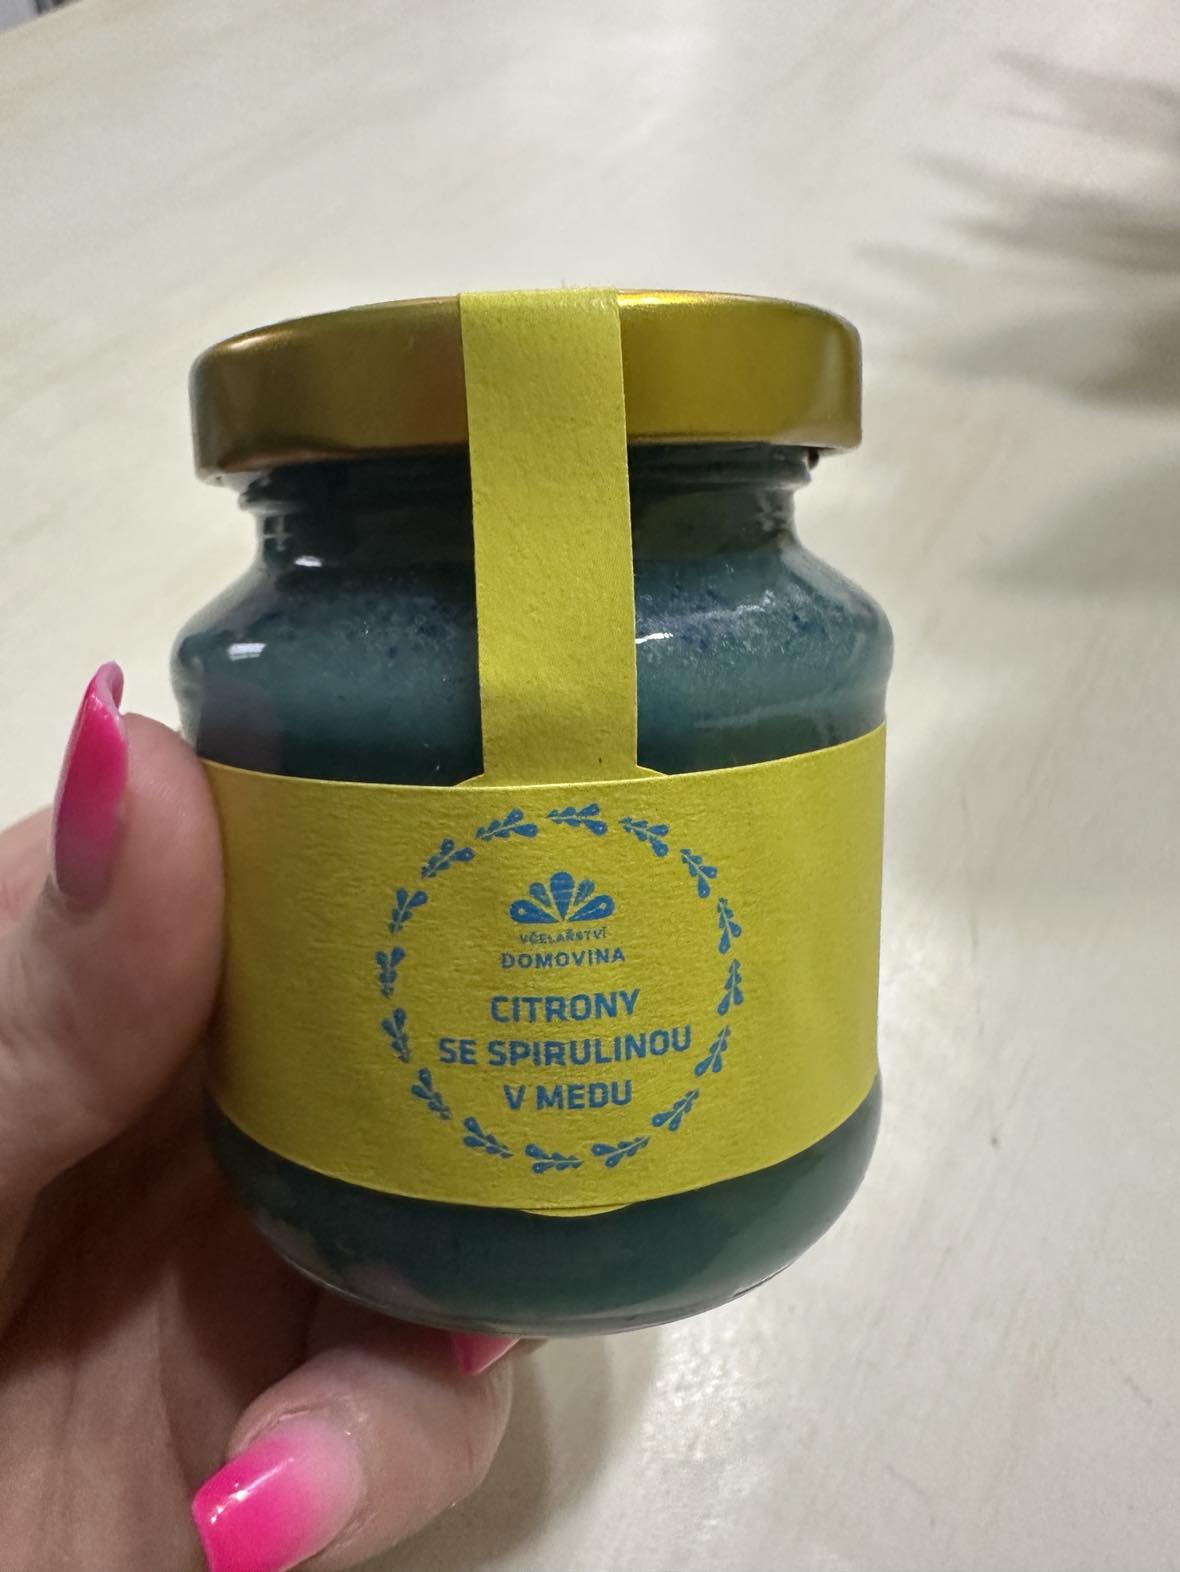 VČELAŘSTVÍ
DOMOVINA
CITRONY
SE SPIRULINOU
V MEDU